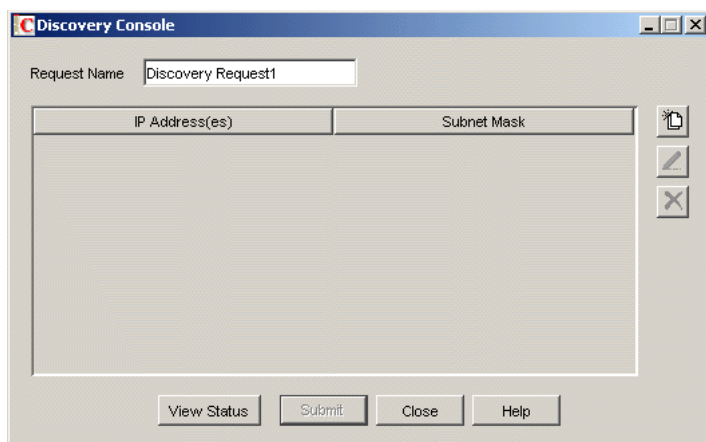 C Discovery Console
Request Name Discovery Request1
IP Address(es) Subnet Mask
View Status Submit Close Help